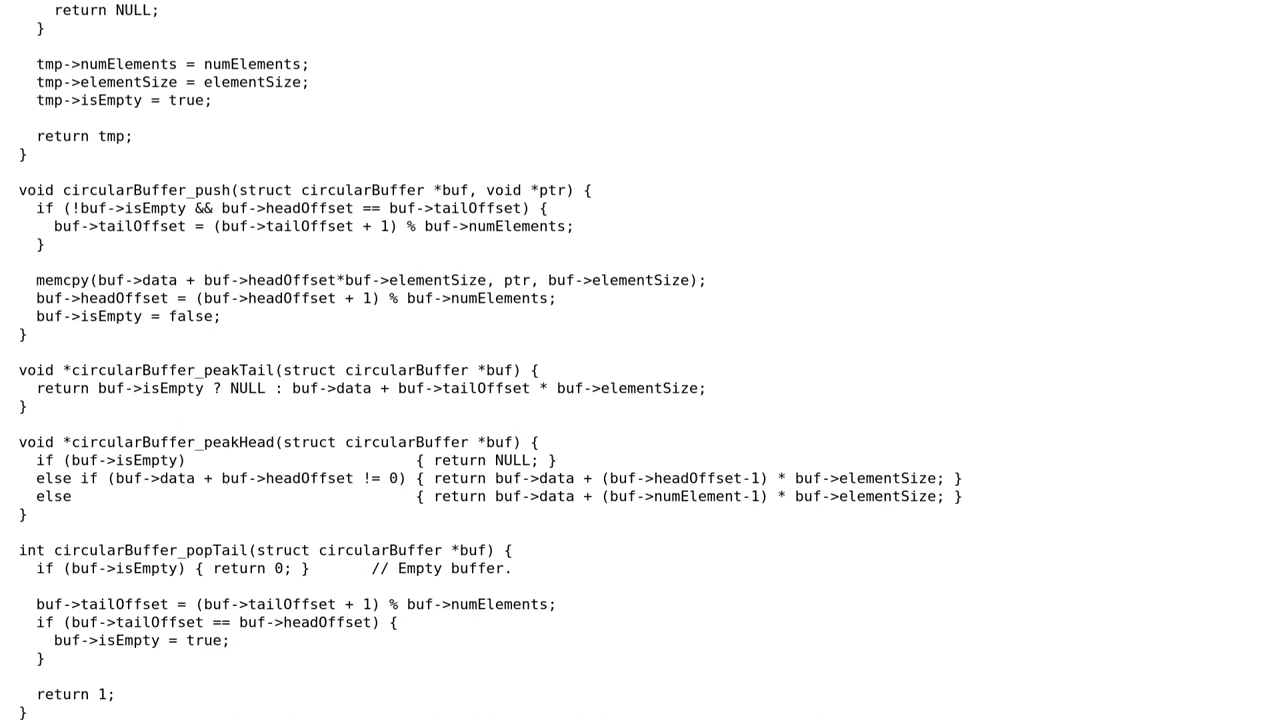 return NULL;
  }

  tmp->numElements = numElements;
  tmp->elementSize = elementSize;
  tmp->isEmpty = true;

  return tmp;
}

void circularBuffer_push(struct circularBuffer *buf, void *ptr) {
  if (!buf->isEmpty && buf->headOffset == buf->tailOffset) {
    buf->tailOffset = (buf->tailOffset + 1) % buf->numElements;
  }

  memcpy(buf->data + buf->headOffset*buf->elementSize, ptr, buf->elementSize);
  buf->headOffset = (buf->headOffset + 1) % buf->numElements;
  buf->isEmpty = false;
}

void *circularBuffer_peakTail(struct circularBuffer *buf) {
  return buf->isEmpty ? NULL : buf->data + buf->tailOffset * buf->elementSize;
}

void *circularBuffer_peakHead(struct circularBuffer *buf) {
  if (buf->isEmpty)                          { return NULL; }
  else if (buf->data + buf->headOffset != 0) { return buf->data + (buf->headOffset-1) * buf->elementSize; }
  else                                       { return buf->data + (buf->numElement-1) * buf->elementSize; }
}

int circularBuffer_popTail(struct circularBuffer *buf) {
  if (buf->isEmpty) { return 0; }       // Empty buffer.

  buf->tailOffset = (buf->tailOffset + 1) % buf->numElements;
  if (buf->tailOffset == buf->headOffset) {
    buf->isEmpty = true;
  }

  return 1;
}